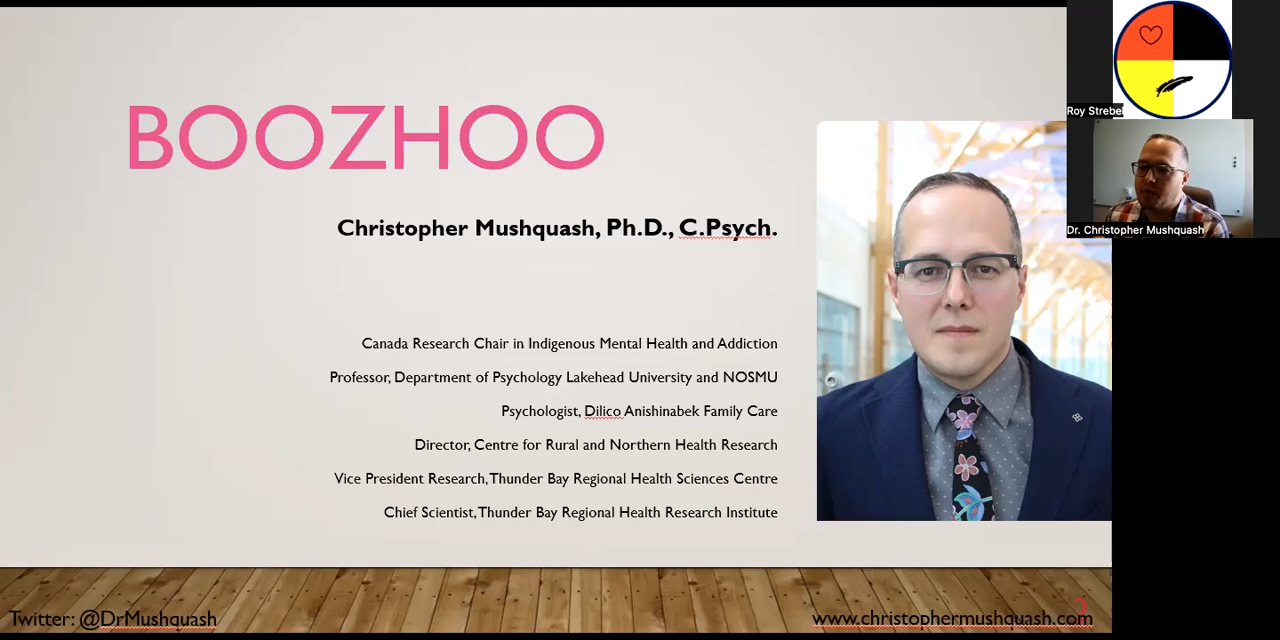 BOOZHOO
Christopher Mushquash, Ph.D., C.Psych.
Canada Research Chair in Indigenous Mental Health and Addiction
Professor, Department of Psychology Lakehead University and NOSMU
Psychologist, Dilico Anishinabek Family Care
Director, Centre for Rural and Northern Health Research
Vice President Research, Thunder Bay Regional Health Sciences Centre
Chief Scientist, Thunder Bay Regional Health Research Institute
Twitter: @DrMushquash
www.christophermushquash.com
2
Roy Strebel
Dr. Christopher Mushquash